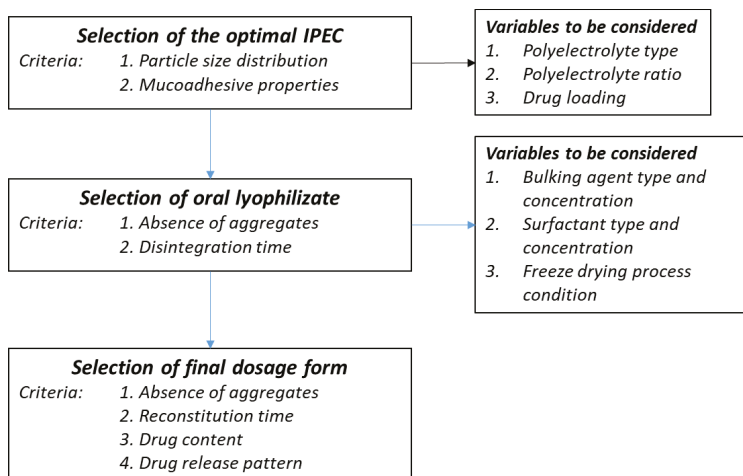 Selection of the optimal IPEC
Criteria: 1. Particle size distribution
2. Mucoadhesive properties
Variables to be considered
1. Polyelectrolyte type
2. Polyelectrolyte ratio
3. Drug loading
Selection of oral lyophilizate
Criteria: 1. Absence of aggregates
2. Disintegration time
Variables to be considered
1. Bulking agent type and
concentration
2. Surfactant type and
concentration
3. Freeze drying process
condition
Selection of final dosage form
Criteria: 1. Absence of aggregates
2. Reconstitution time
3. Drug content
4. Drug release pattern